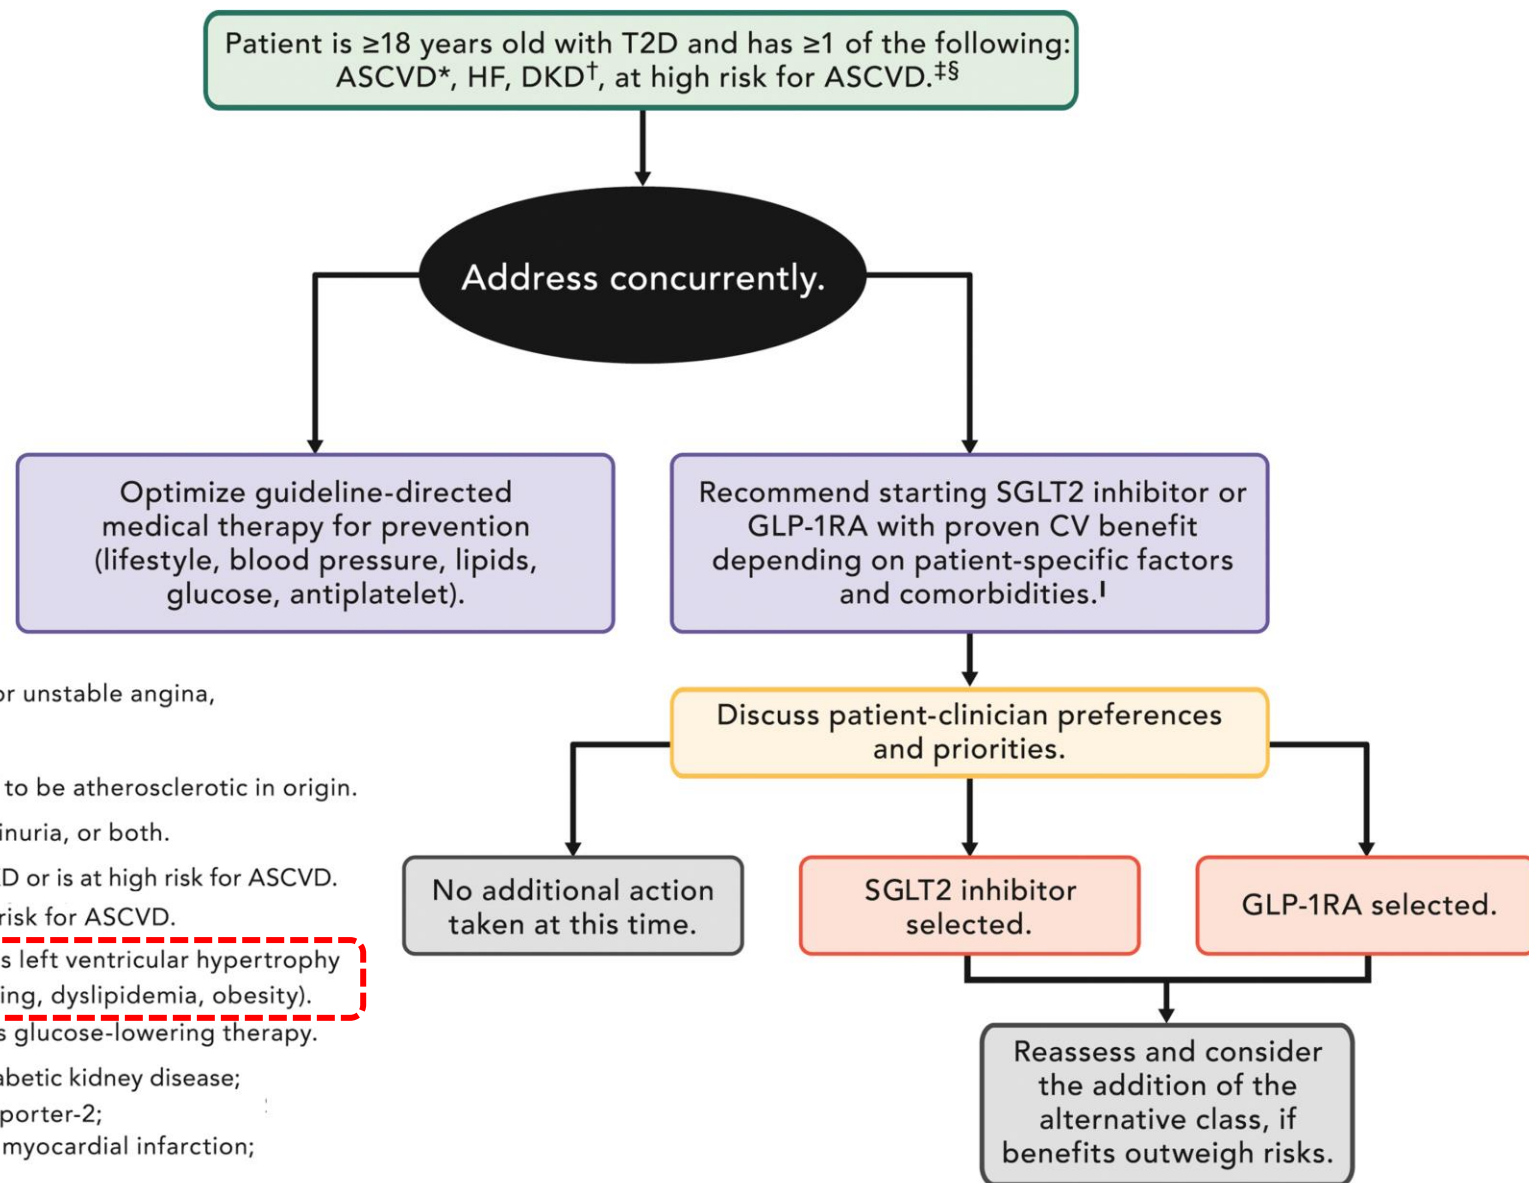 Patient is ≥18 years old with T2D and has ≥1 of the following:
ASCVD*, HF, DKD†, at high risk for ASCVD.‡§
Address concurrently.
Optimize guideline-directed
medical therapy for prevention
(lifestyle, blood pressure, lipids,
glucose, antiplatelet).
Recommend starting SGLT2 inhibitor or
GLP-1RA with proven CV benefit
depending on patient-specific factors
and comorbidities.ǀ
Discuss patient-clinician preferences
and priorities.
No additional action
taken at this time.
SGLT2 inhibitor
selected.
GLP-1RA selected.
Reassess and consider
the addition of the
alternative class, if
benefits outweigh risks.
or unstable angina,
to be atherosclerotic in origin.
inuria, or both.
D or is at high risk for ASCVD.
risk for ASCVD.
s left ventricular hypertrophy
ing, dyslipidemia, obesity).
s glucose-lowering therapy.
abetic kidney disease;
porter-2;
myocardial infarction;